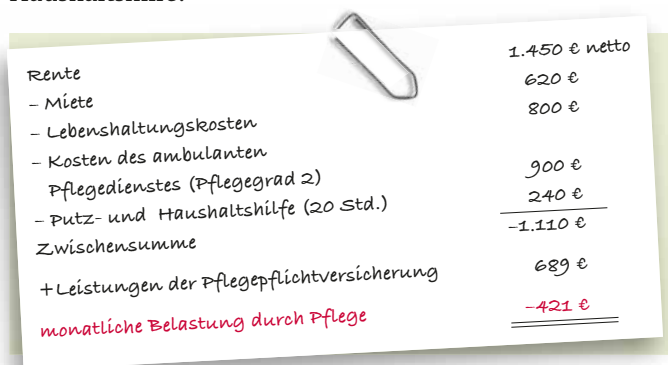 Rente 1.450 € netto
– Miete 620 €
– Lebenshaltungskosten 800 €
– Kosten des ambulanten
Pflegedienstes (Pflegegrad 2) 900 €
– Putz- und Haushaltshilfe (20 Std.) 240 €
Zwischensumme –1.110 €
+ Leistungen der Pflegepflichtversicherung 689 €
monatliche Belastung durch Pflege –421 €